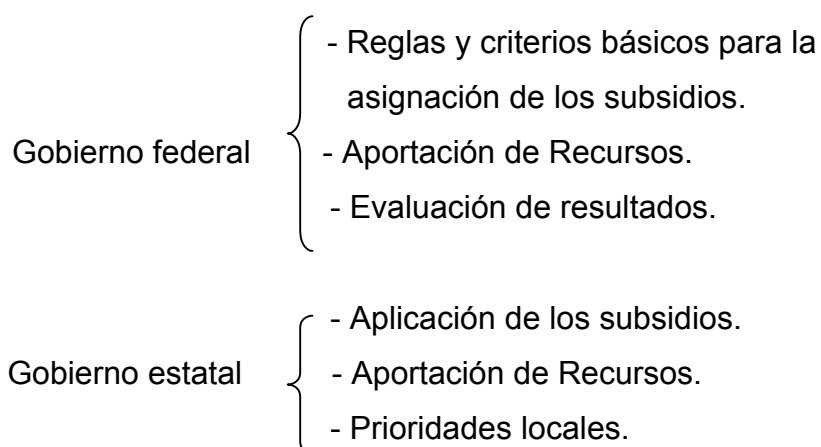 - Reglas y criterios básicos para la
asignación de los subsidios.
Gobierno federal
- Aportación de Recursos.
- Evaluación de resultados.
- Aplicación de los subsidios.
Gobierno estatal
- Aportación de Recursos.
- Prioridades locales.